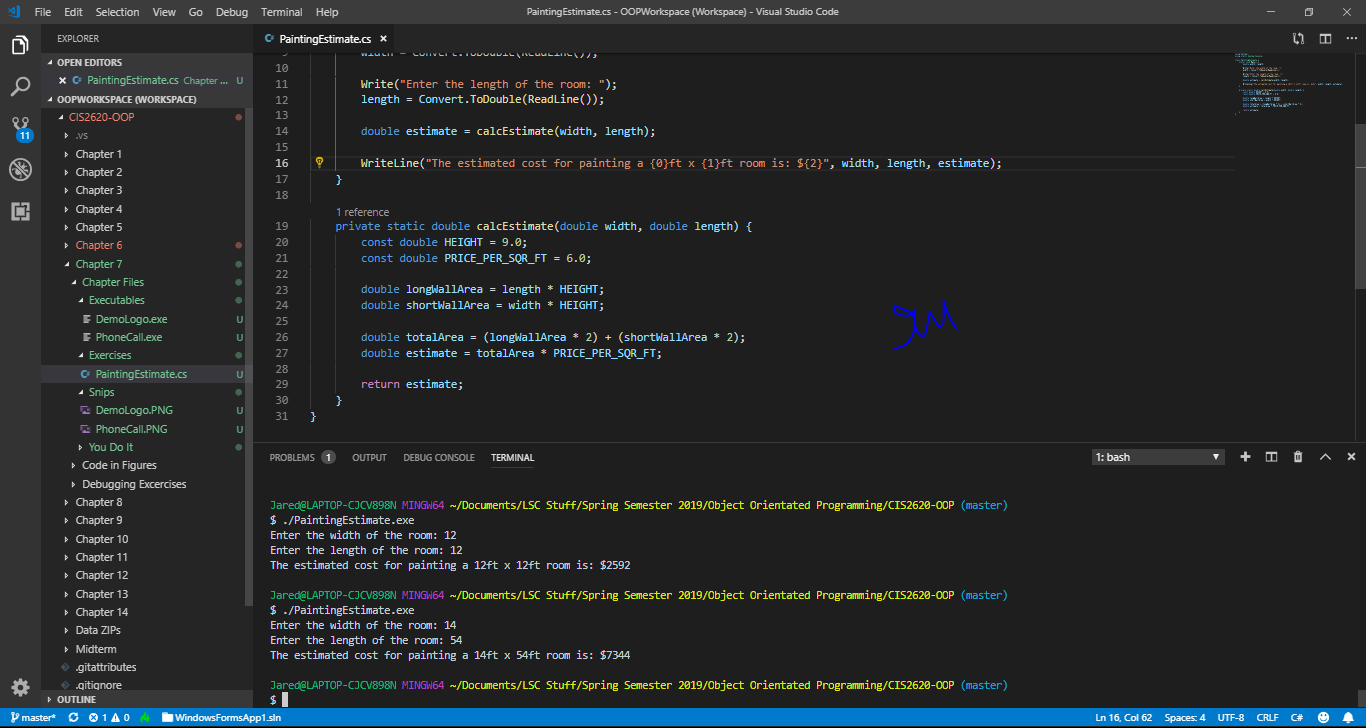 File Edit Selection View Go Debug Terminal Help
PaintingEstimate.cs - OOPWorkspace (Workspace) - Visual Studio Code
EXPLORER
OPEN EDITORS
PaintingEstimate.cs Chapter ... U
OOPWORKSPACE (WORKSPACE)
CIS2620-OOP
.vs
Chapter 1
Chapter 2
Chapter 3
Chapter 4
Chapter 5
Chapter 6
Chapter 7
Chapter Files
Executables
DemoLogo.exe U
PhoneCall.exe U
Exercises
PaintingEstimate.cs U
Snips
DemoLogo.PNG U
PhoneCall.PNG U
You Do It
Code in Figures
Debugging Excercises
Chapter 8
Chapter 9
Chapter 10
Chapter 11
Chapter 12
Chapter 13
Chapter 14
Data ZIPs
Midterm
.gitattributes
.gitignore
OUTLINE
11
PaintingEstimate.cs
9 width = Convert.ToDouble(ReadLine());
10
11 Write("Enter the length of the room: ");
12 length = Convert.ToDouble(ReadLine());
13
14 double estimate = calcEstimate(width, length);
15
16 WriteLine("The estimated cost for painting a {0}ft x {1}ft room is: ${2}", width, length, estimate);
17 }
18
1 reference
19 private static double calcEstimate(double width, double length) {
20 const double HEIGHT = 9.0;
21 const double PRICE_PER_SQR_FT = 6.0;
22
23 double longWallArea = length * HEIGHT;
24 double shortWallArea = width * HEIGHT;
25
26 double totalArea = (longWallArea * 2) + (shortWallArea * 2);
27 double estimate = totalArea * PRICE_PER_SQR_FT;
28
29 return estimate;
30 }
31 }
JM
PROBLEMS 1 OUTPUT DEBUG CONSOLE TERMINAL
1: bash
Jared@LAPTOP-CJCV898N MINGW64 ~/Documents/LSC Stuff/Spring Semester 2019/Object Orientated Programming/CIS2620-OOP (master)
$ ./PaintingEstimate.exe
Enter the width of the room: 12
Enter the length of the room: 12
The estimated cost for painting a 12ft x 12ft room is: $2592
Jared@LAPTOP-CJCV898N MINGW64 ~/Documents/LSC Stuff/Spring Semester 2019/Object Orientated Programming/CIS2620-OOP (master)
$ ./PaintingEstimate.exe
Enter the width of the room: 14
Enter the length of the room: 54
The estimated cost for painting a 14ft x 54ft room is: $7344
Jared@LAPTOP-CJCV898N MINGW64 ~/Documents/LSC Stuff/Spring Semester 2019/Object Orientated Programming/CIS2620-OOP (master)
$
master* 1 0 WindowsFormsApp1.sln Ln 16, Col 62 Spaces: 4 UTF-8 CRLF C#